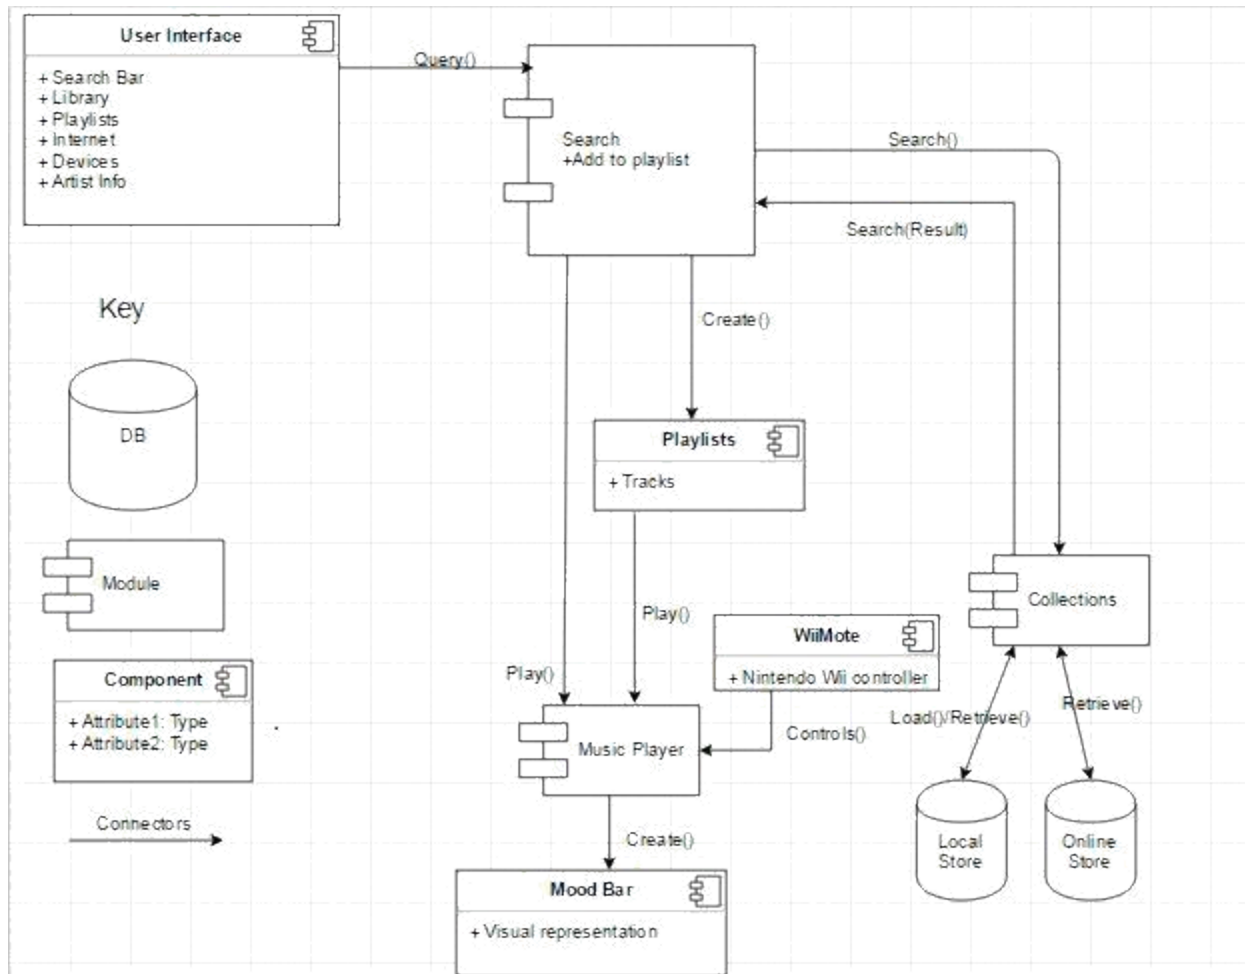 User Interface
+ Search Bar
+ Library
+ Playlists
+ Internet
+ Devices
+ Artist Info
Query()
Search
+Add to playlist
Search()
Search(Result)
Key
Create()
DB
Playlists
+ Tracks
Module
Collections
Play()
WiiMote
+ Nintendo Wii controller
Play()
Component
+ Attribute1: Type
+ Attribute2: Type
Load()/Retrieve()
Retrieve()
Music Player
Controls()
Connectors
Create()
Local
Store
Online
Store
Mood Bar
+ Visual representation